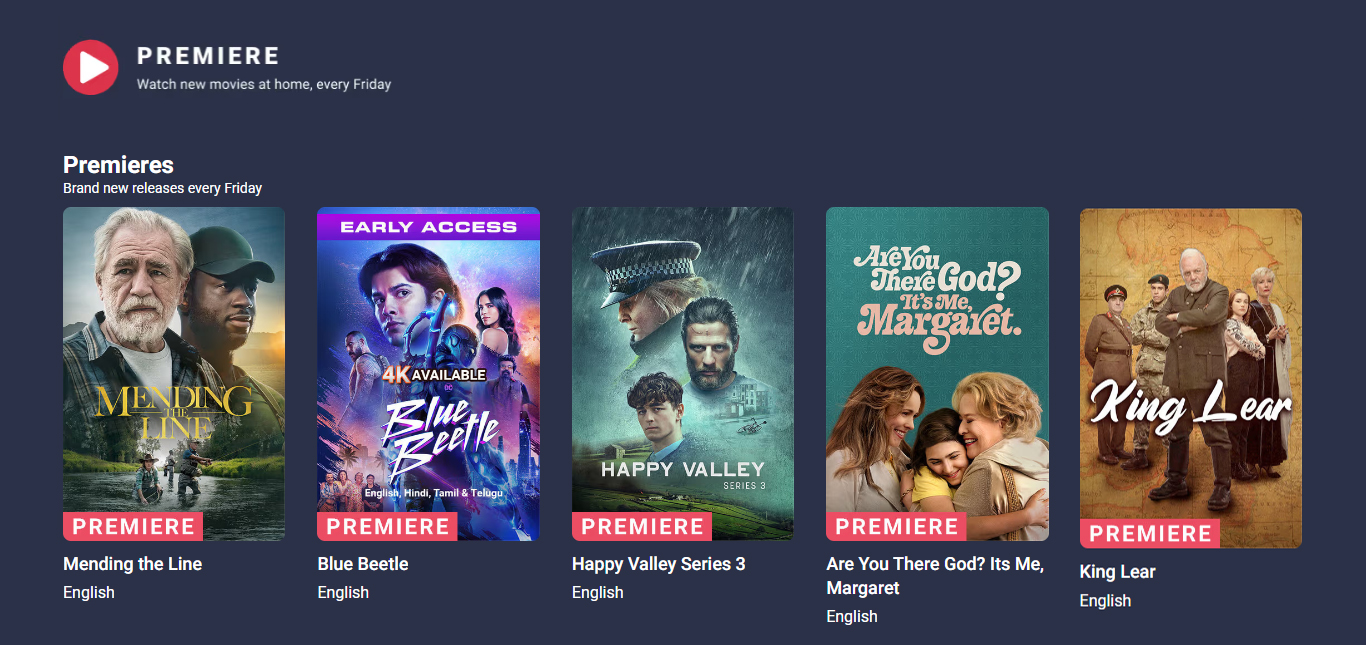 PREMIERE
Watch new movies at home, every Friday
Premieres
Brand new releases every Friday
MENDING
THE
LINE
PREMIERE
Mending the Line
English
EARLY ACCESS
4K AVAILABLE
DC
Blue
Beetle
English, Hindi, Tamil & Telugu
PREMIERE
Blue Beetle
English
HAPPY VALLEY
SERIES 3
PREMIERE
Happy Valley Series 3
English
Are You
There God?
It's Me,
Margaret.
PREMIERE
Are You There God? Its Me,
Margaret
English
King Lear
PREMIERE
King Lear
English